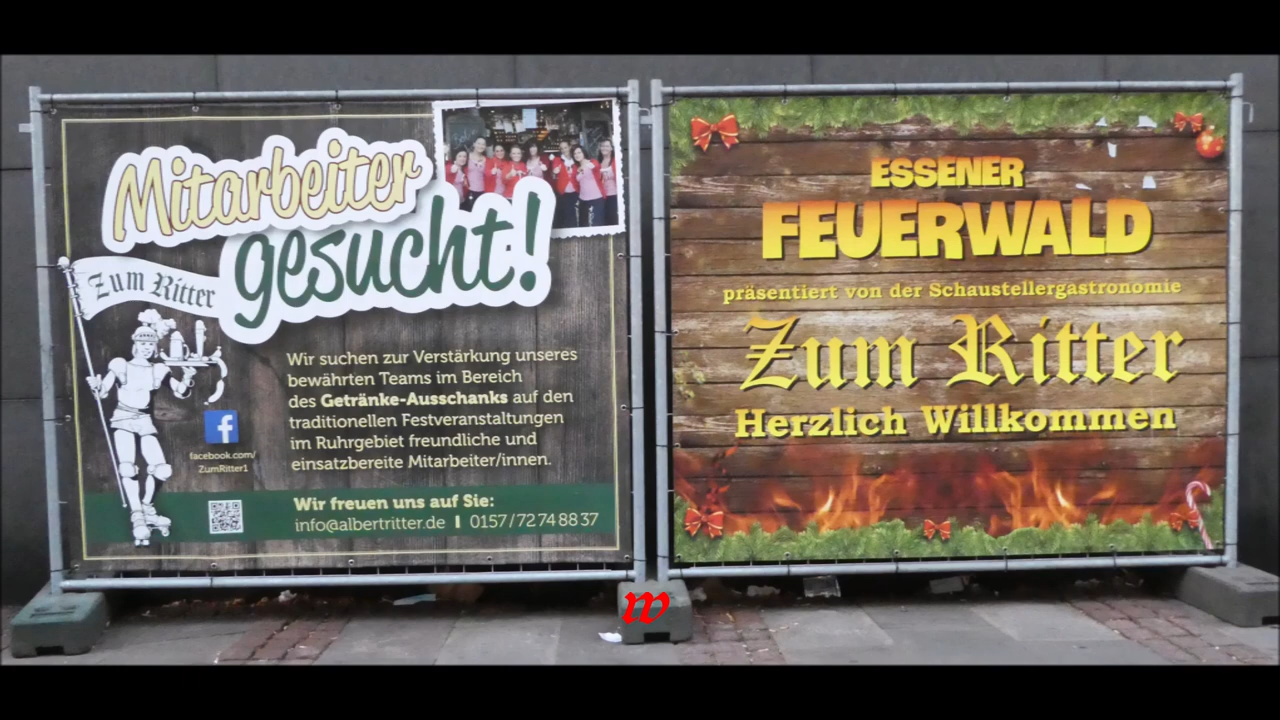 Mitarbeiter
gesucht!
Zum Ritter
Wir suchen zur Verstärkung unseres
bewährten Teams im Bereich
des Getränke-Ausschanks auf den
traditionellen Festveranstaltungen
im Ruhrgebiet freundliche und
einsatzbereite Mitarbeiter/innen.
f
facebook.com/
ZumRitter1
Wir freuen uns auf Sie:
info@albertritter.de I 0157/72748837
ESSENER
FEUERWALD
präsentiert von der Schaustellergastronomie
Zum Ritter
Herzlich Willkommen
w